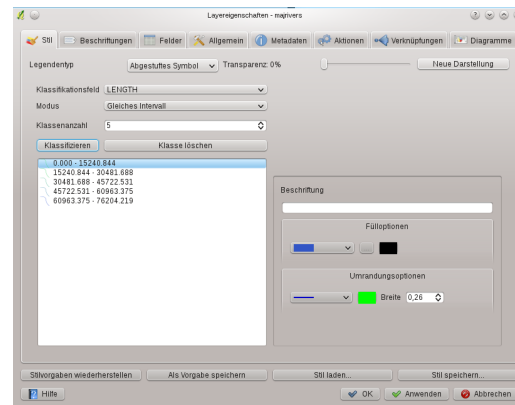 Layereigenschaften - majrivers
Stil Beschriftungen Felder Allgemein Metadaten Aktionen Verknüpfungen Diagramme
Legendentyp Abgestuftes Symbol Transparenz: 0% Neue Darstellung
Klassifikationsfeld LENGTH
Modus Gleiches Intervall
Klassenanzahl 5
Klassifizieren Klasse löschen
0.000 - 15240.844
15240.844 - 30481.688
30481.688 - 45722.531
45722.531 - 60963.375
60963.375 - 76204.219
Beschriftung
Fülloptionen
Umrandungsoptionen
Breite 0,26
Stilvorgaben wiederherstellen Als Vorgabe speichern Stil laden... Stil speichern...
Hilfe OK Anwenden Abbrechen